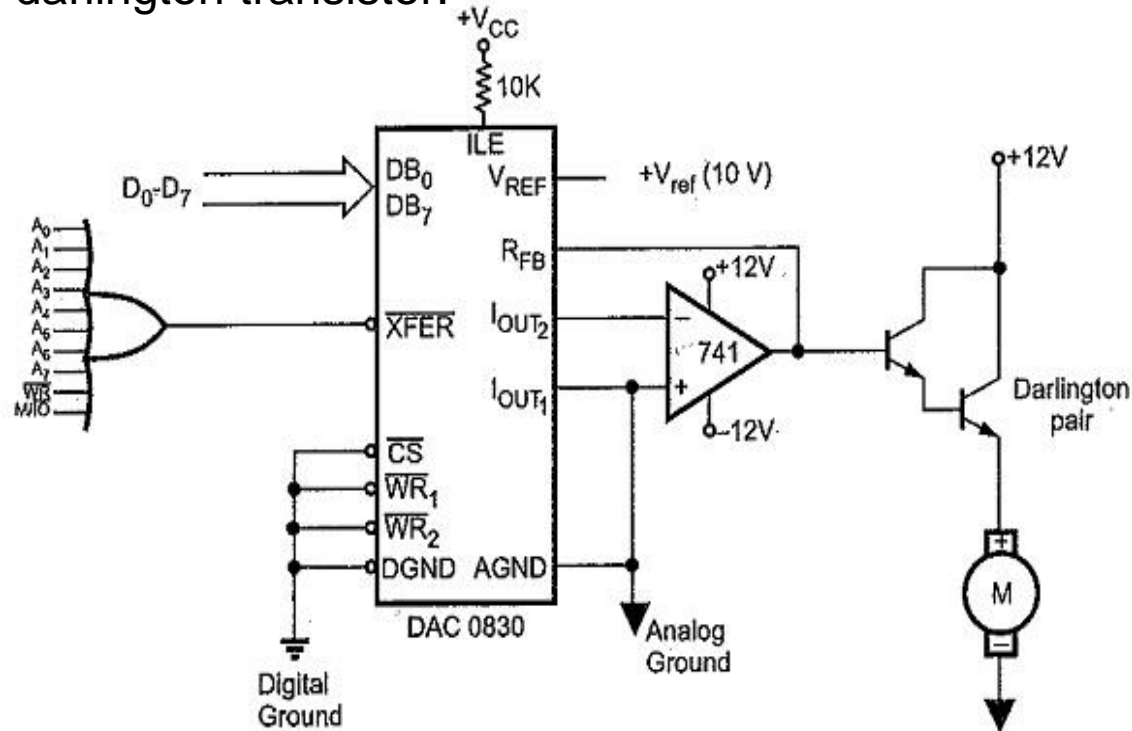 darlington transistor.
+VCC
10K
ILE
D0-D7
DB0
DB7
VREF
+Vref (10 V)
+12V
A0
A1
A2
A3
A4
A5
A6
A7
WR
M/IO
XFER
RFB
IOUT2
IOUT1
+12V
−
741
+
–12V
Darlington
pair
CS
WR1
WR2
DGND
AGND
DAC 0830
Digital
Ground
Analog
Ground
+
M
−